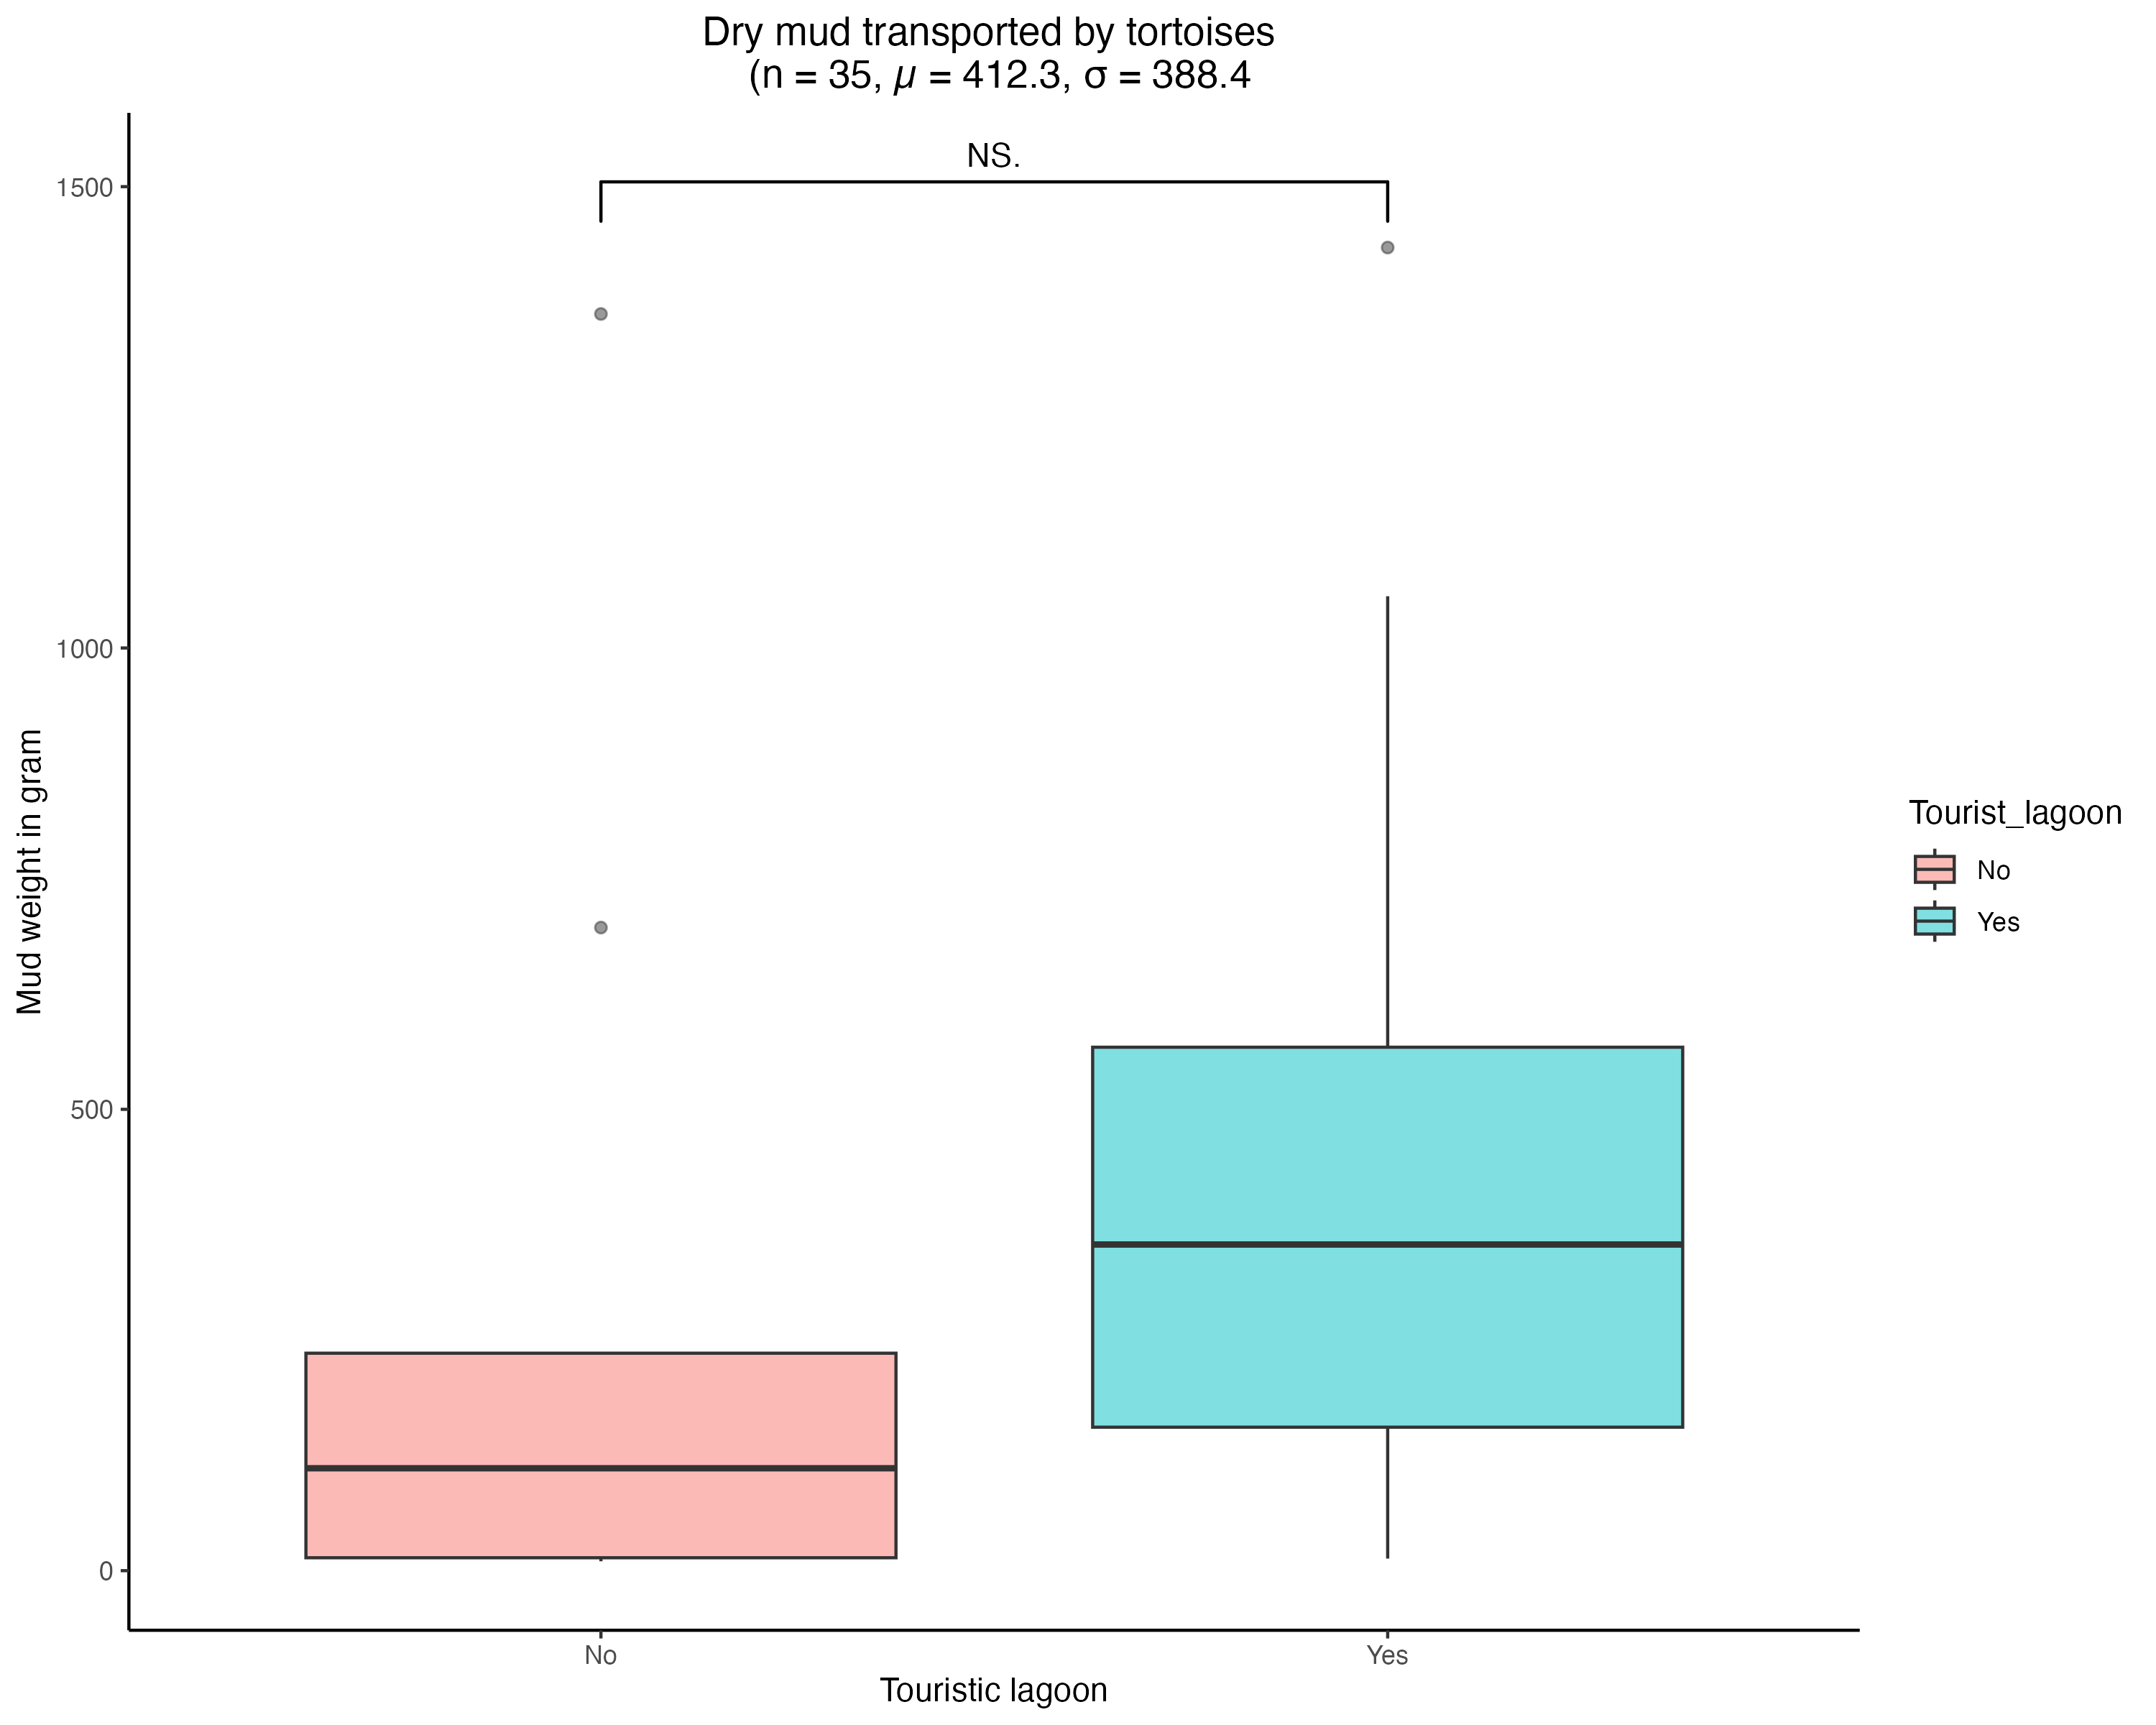 Dry mud transported by tortoises
(n = 35, µ = 412.3, σ = 388.4
NS.
1500
1000
500
0
Mud weight in gram
No
Yes
Touristic lagoon
Tourist_lagoon
No
Yes